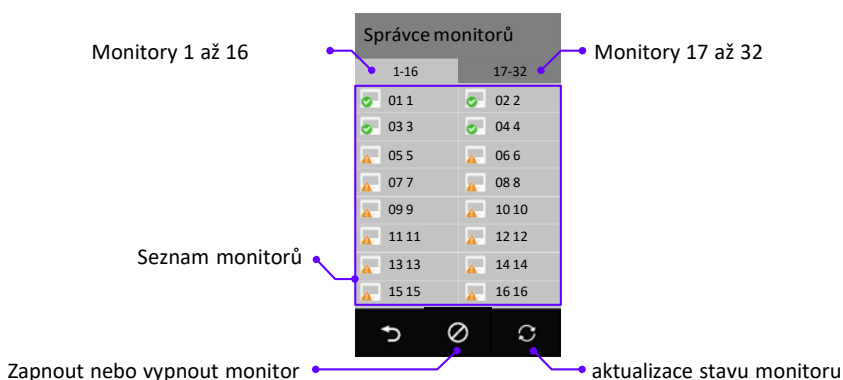 Správce monitorů
Monitory 1 až 16
Monitory 17 až 32
1-16 17-32
01 1 02 2
03 3 04 4
05 5 06 6
07 7 08 8
09 9 10 10
11 11 12 12
Seznam monitorů
13 13 14 14
15 15 16 16
Zapnout nebo vypnout monitor
aktualizace stavu monitoru